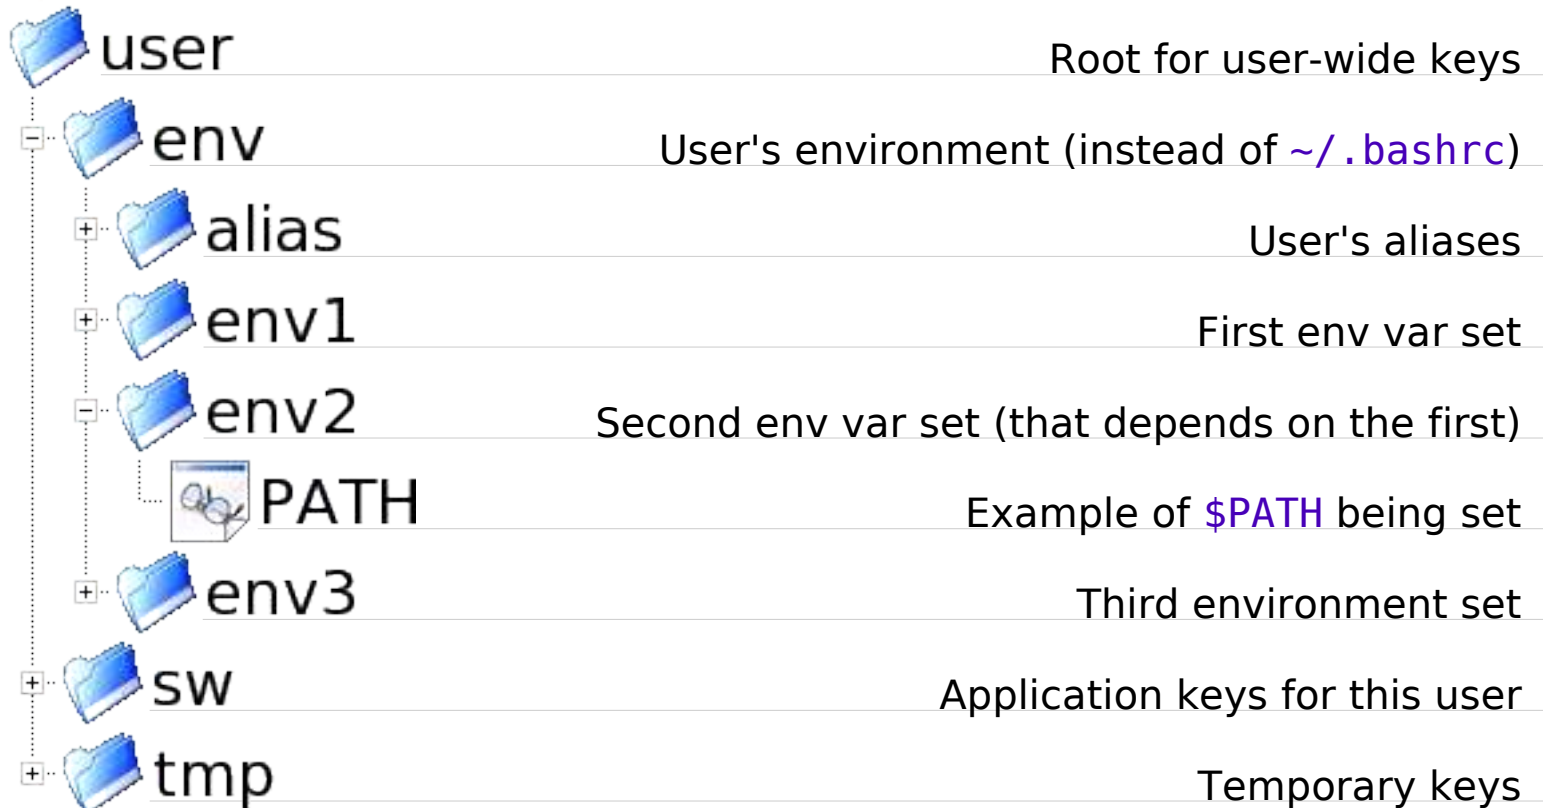 user Root for user-wide keys
env User's environment (instead of ~/.bashrc)
alias User's aliases
env1 First env var set
env2 Second env var set (that depends on the first)
PATH Example of $PATH being set
env3 Third environment set
sw Application keys for this user
tmp Temporary keys